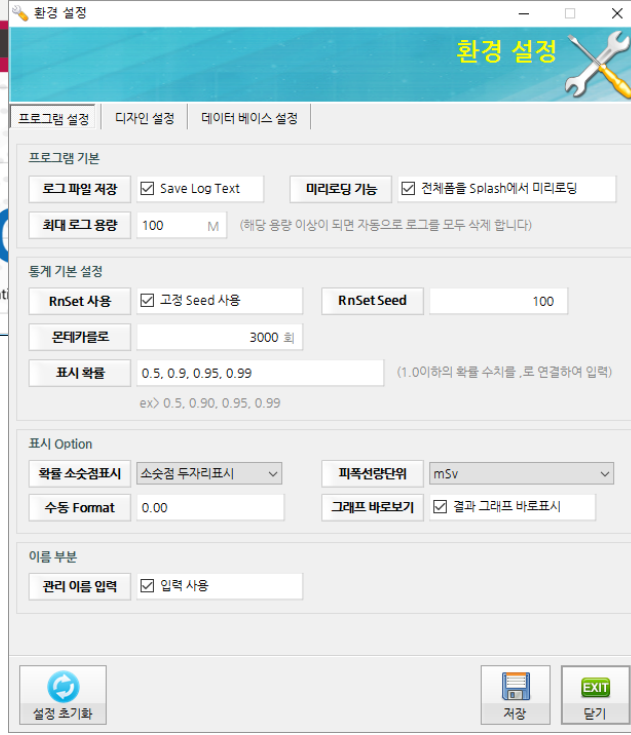 환경 설정
환경 설정
프로그램 설정 디자인 설정 데이터 베이스 설정
프로그램 기본
로그 파일 저장 Save Log Text 미리로딩 기능 전체폼을 Splash에서 미리로딩
최대 로그 용량 100 M (해당 용량 이상이 되면 자동으로 로그를 모두 삭제 합니다)
통계 기본 설정
RnSet 사용 고정 Seed 사용 RnSet Seed 100
몬테카를로 3000 회
표시 확률 0.5, 0.9, 0.95, 0.99 (1.0이하의 확률 수치를 ,로 연결하여 입력)
ex> 0.5, 0.90, 0.95, 0.99
표시 Option
확률 소숫점표시 소숫점 두자리표시 피폭선량단위 mSv
수동 Format 0.00 그래프 바로보기 결과 그래프 바로표시
이름 부분
관리 이름 입력 입력 사용
설정 초기화 저장 EXIT 닫기